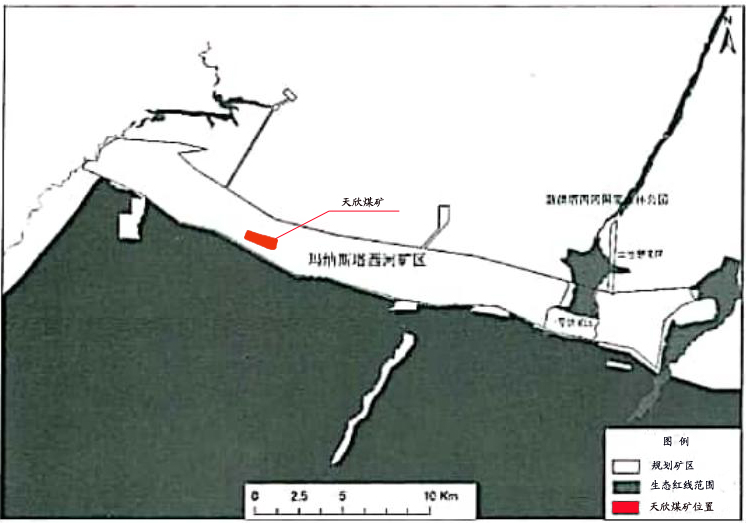 N
天欣煤矿
玛纳斯塔西河矿区
图 例
规划矿区
生态红线范围
天欣煤矿位置
0 2.5 5 10 Km